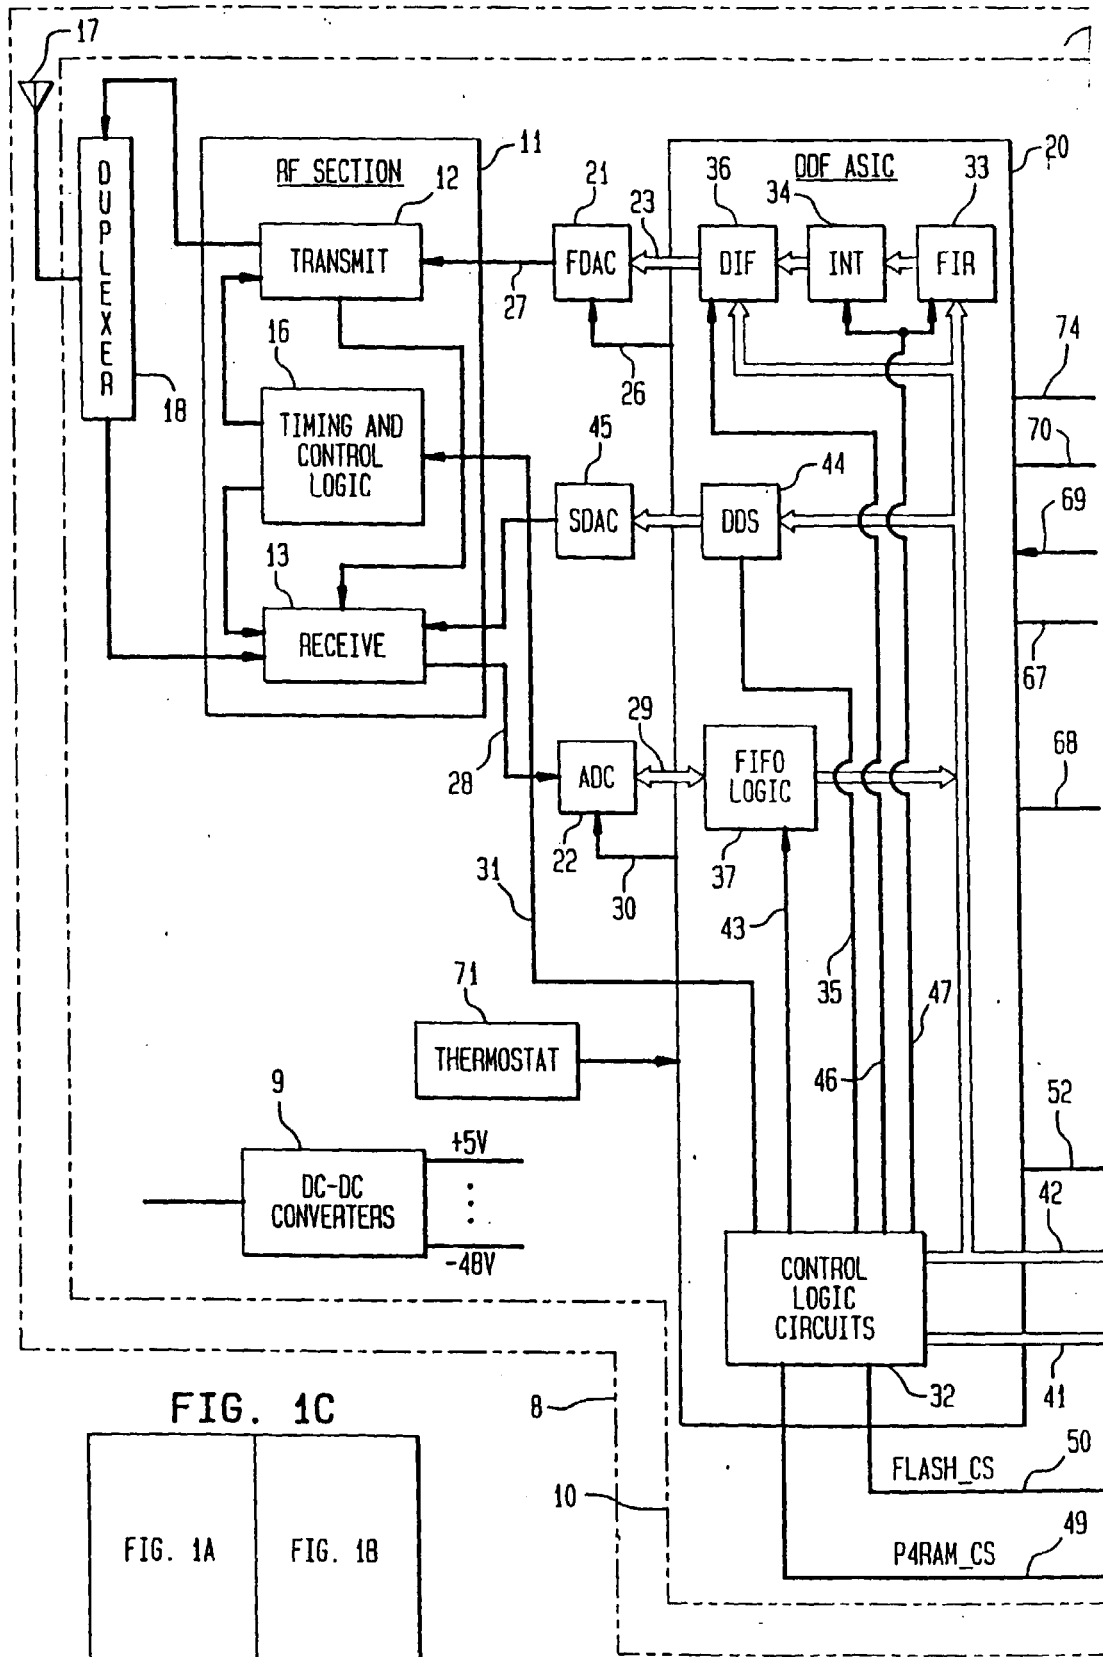 17
11
20
RF SECTION
DDF ASIC
12
21
23
36
34
33
DUPLEXER
TRANSMIT
FDAC
DIF
INT
FIR
27
16
26
74
18
TIMING AND
CONTROL
LOGIC
45
44
70
SDAC
DDS
69
13
RECEIVE
67
28
29
68
ADC
FIFO
LOGIC
22
37
31
30
43
35
47
71
THERMOSTAT
46
9
52
+5V
42
DC-DC
CONVERTERS
-48V
CONTROL
LOGIC
CIRCUITS
41
32
FIG. 1C
8
50
FLASH_CS
10
49
FIG. 1A
FIG. 1B
P4RAM_CS